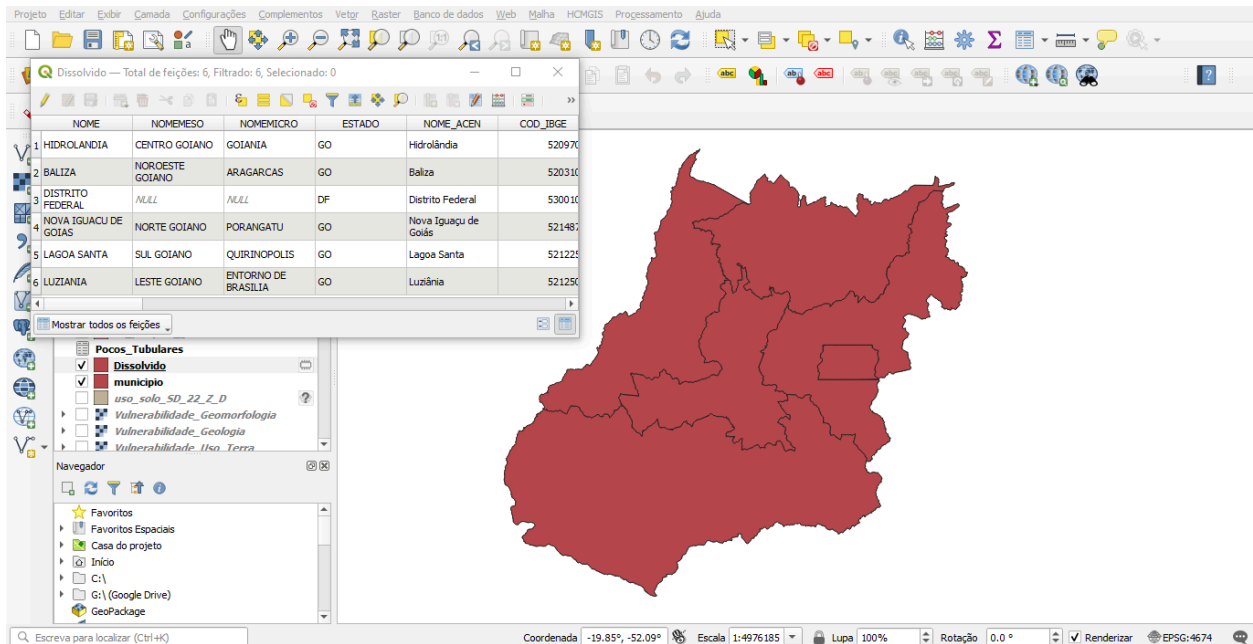 Projeto Editar Exibir Camada Configurações Complementos Vetor Raster Banco de dados Web Malha HCMGIS Processamento Ajuda
Dissolvido — Total de feições: 6, Filtrado: 6, Selecionado: 0
NOME NOMEMESO NOMEMICRO ESTADO NOME_ACEN COD_IBGE
1 HIDROLANDIA CENTRO GOIANO GOIANIA GO Hidrolândia 520970
2 BALIZA NOROESTE GOIANO ARAGARCAS GO Baliza 520310
3 DISTRITO FEDERAL NULL NULL DF Distrito Federal 530010
4 NOVA IGUACU DE GOIAS NORTE GOIANO PORANGATU GO Nova Iguaçu de Goiás 521487
5 LAGOA SANTA SUL GOIANO QUIRINOPOLIS GO Lagoa Santa 521225
6 LUZIANIA LESTE GOIANO ENTORNO DE BRASILIA GO Luziânia 521250
Mostrar todos os feições
Pocos_Tubulares
Dissolvido
municipio
uso_solo_SD_22_Z_D
Vulnerabilidade_Geomorfologia
Vulnerabilidade_Geologia
Vulnerabilidade_Uso_Terra
Navegador
Favoritos
Favoritos Espaciais
Casa do projeto
Início
C:\
G:\ (Google Drive)
GeoPackage
Escreva para localizar (Ctrl+K) Coordenada -19.85°, -52.09° Escala 1:4976185 Lupa 100% Rotação 0.0 ° Renderizar EPSG:4674